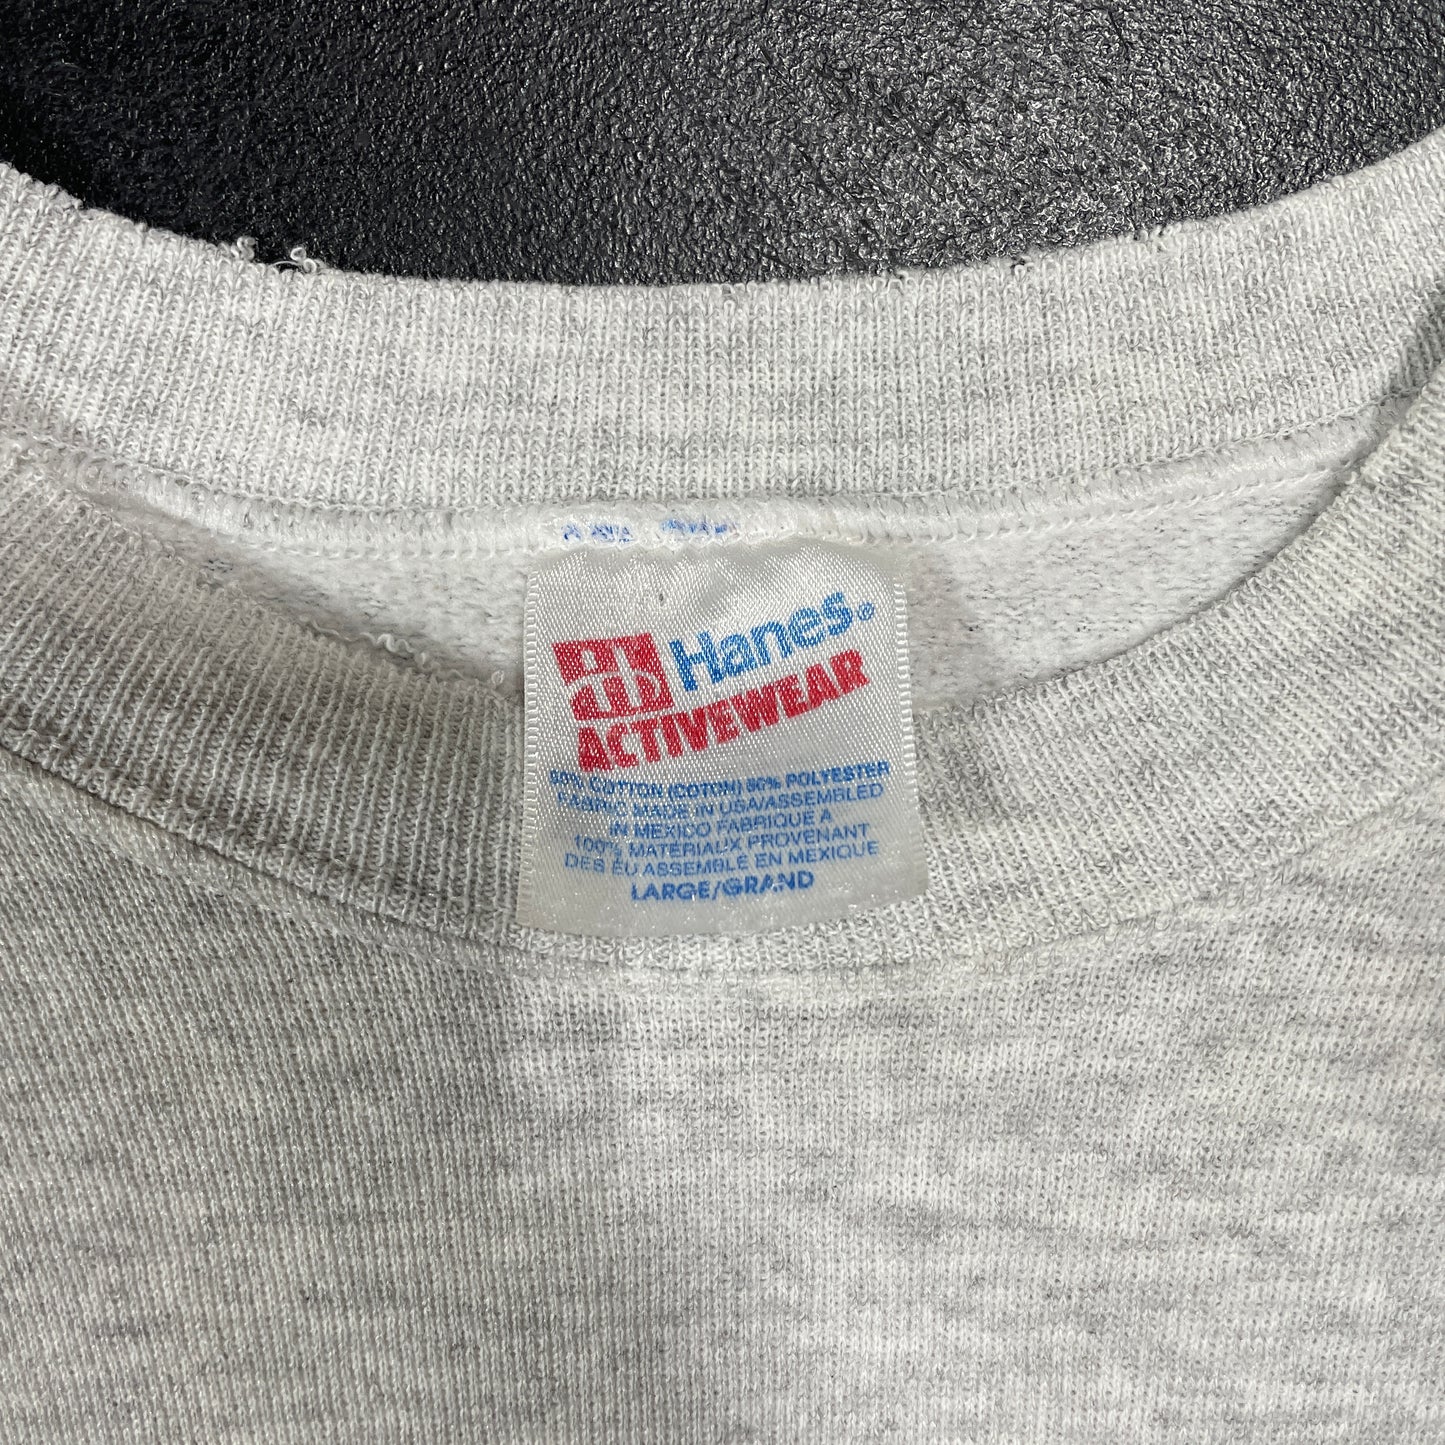 Hanes®
ACTIVEWEAR
50% COTTON (COTON) 50% POLYESTER
FABRIC MADE IN USA/ASSEMBLED
IN MEXICO FABRIQUE A
100% MATERIAUX PROVENANT
DES EU ASSEMBLÉ EN MEXIQUE
LARGE/GRAND